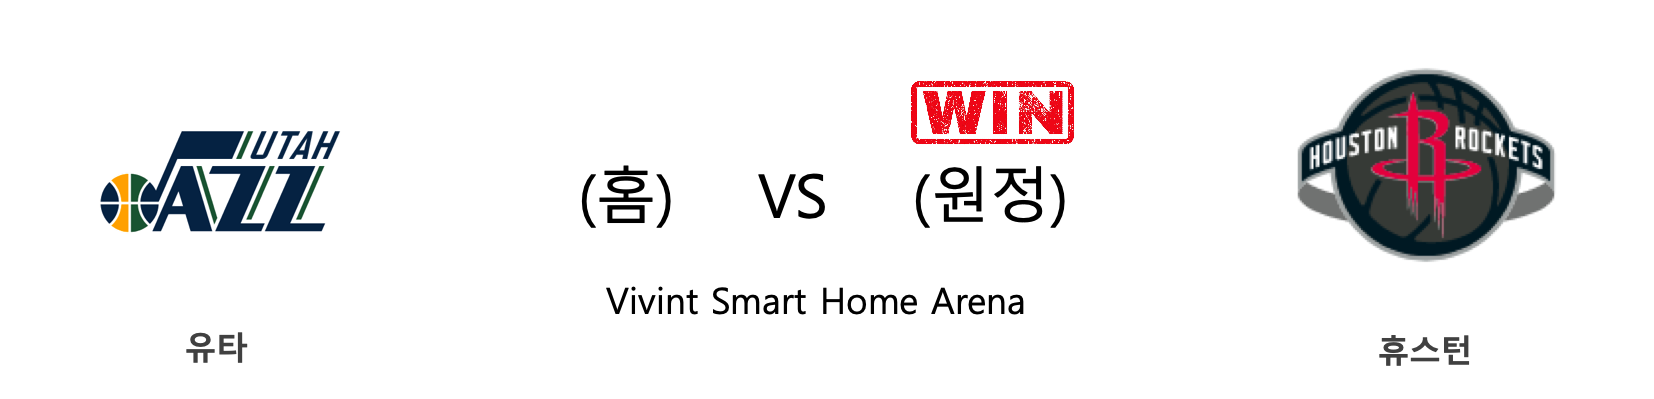 WIN
UTAH
JAZZ
HOUSTON ROCKETS
(홈) VS (원정)
Vivint Smart Home Arena
유타
휴스턴